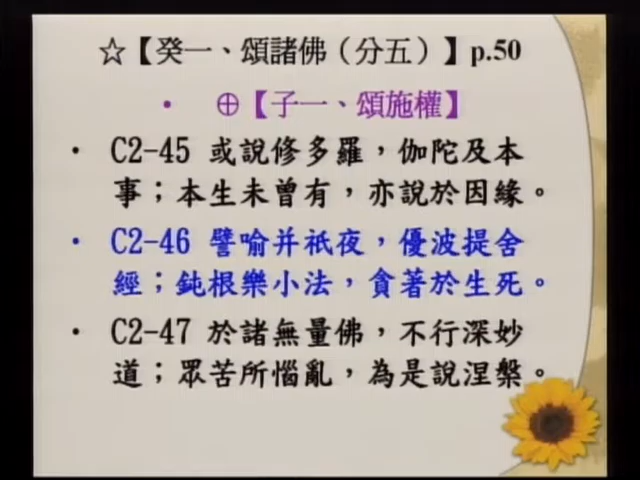 ☆【癸一、頌諸佛（分五）】p.50
• ⊕【子一、頌施權】
• C2-45 或說修多羅，伽陀及本
事；本生未曾有，亦說於因緣。
• C2-46 譬喻并祇夜，優波提舍
經；鈍根樂小法，貪著於生死。
• C2-47 於諸無量佛，不行深妙
道；眾苦所惱亂，為是說涅槃。